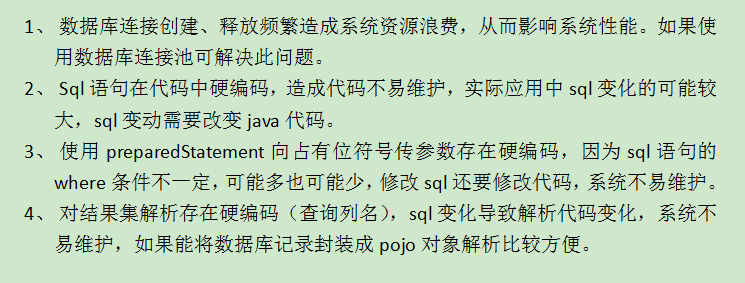 1、 数据库连接创建、释放频繁造成系统资源浪费，从而影响系统性能。如果使
用数据库连接池可解决此问题。
2、 Sql 语句在代码中硬编码，造成代码不易维护，实际应用中 sql 变化的可能较
大，sql 变动需要改变 java 代码。
3、 使用 preparedStatement 向占有位符号传参数存在硬编码，因为 sql 语句的
where 条件不一定，可能多也可能少，修改 sql 还要修改代码，系统不易维护。
4、 对结果集解析存在硬编码（查询列名），sql 变化导致解析代码变化，系统不
易维护，如果能将数据库记录封装成 pojo 对象解析比较方便。